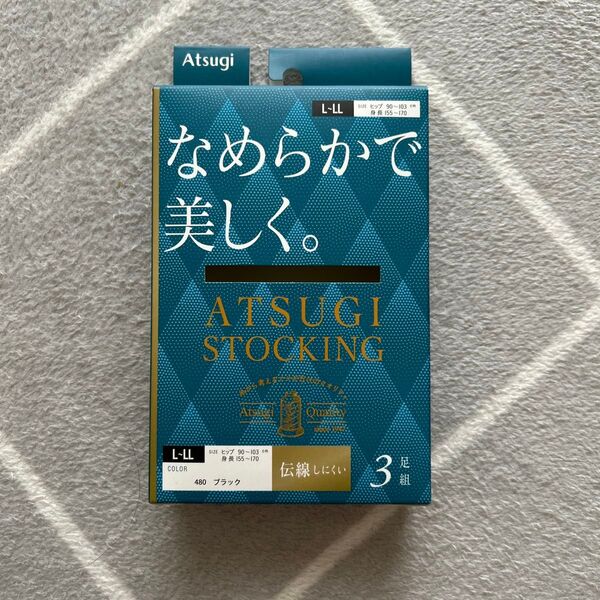 Atsugi
L~LL SIZE ヒップ 90~103 cm
身長 155~170
なめらかで
美しく。
ATSUGI
STOCKING
Atsugi Quality
L~LL SIZE ヒップ 90~103 cm
身長 155~170
COLOR
480 ブラック
伝線しにくい
3足組